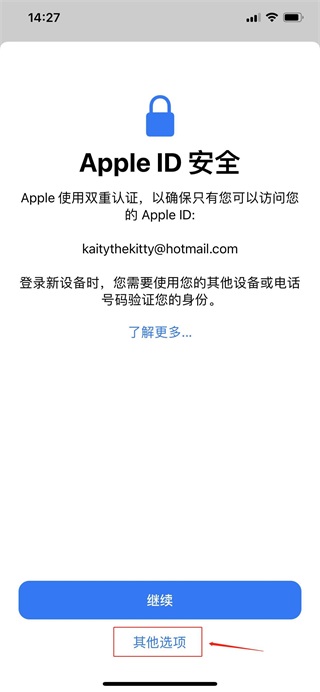 14:27
Apple ID 安全
Apple 使用双重认证，以确保只有您可以访问您
的 Apple ID:
kaitythekitty@hotmail.com
登录新设备时，您需要使用您的其他设备或电话
号码验证您的身份。
了解更多...
继续
其他选项